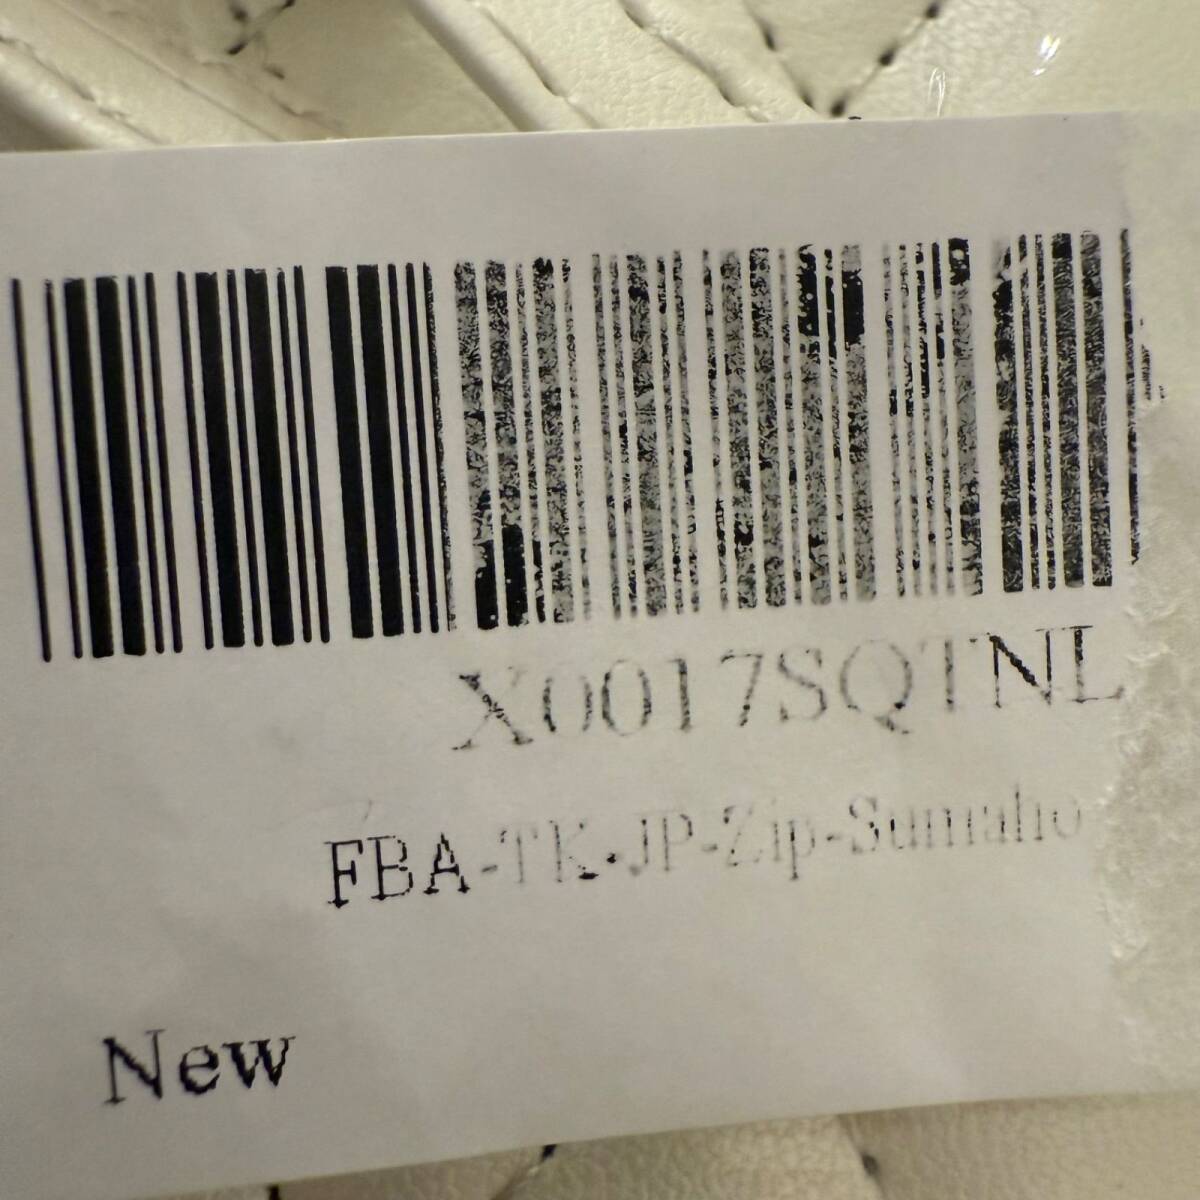 X0017SQTNL
FBA-TK-JP-Zip-Sumaho
New